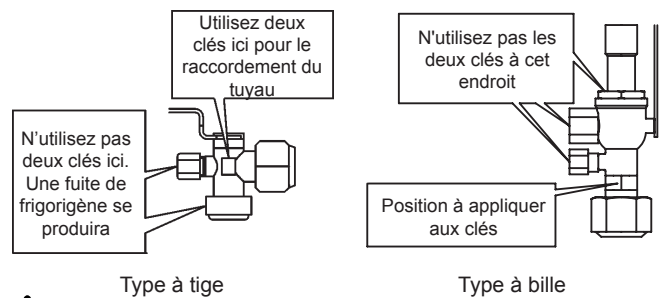 Utilisez deux
clés ici pour le
raccordement du
tuyau
N'utilisez pas les
deux clés à cet
endroit
N’utilisez pas
deux clés ici.
Une fuite de
frigorigène se
produira
Position à appliquer
aux clés
Type à tige
Type à bille